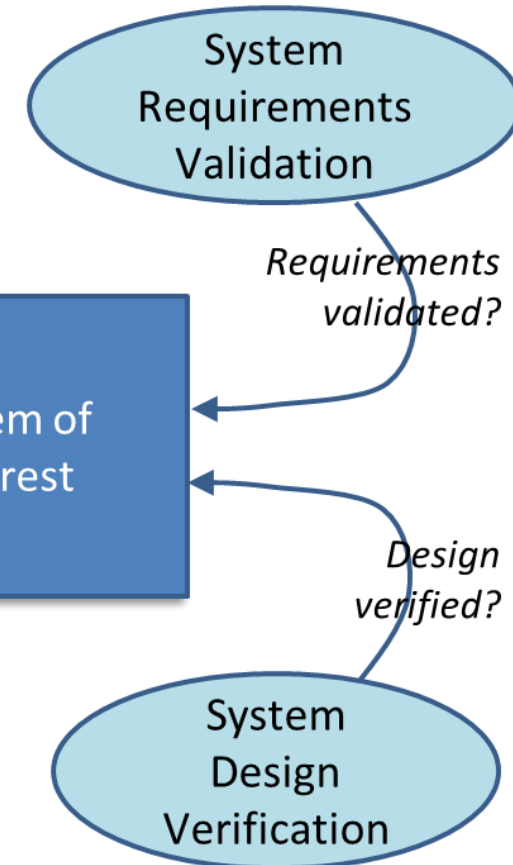 System
Requirements
Validation
Requirements
validated?
em of
rest
Design
verified?
System
Design
Verification